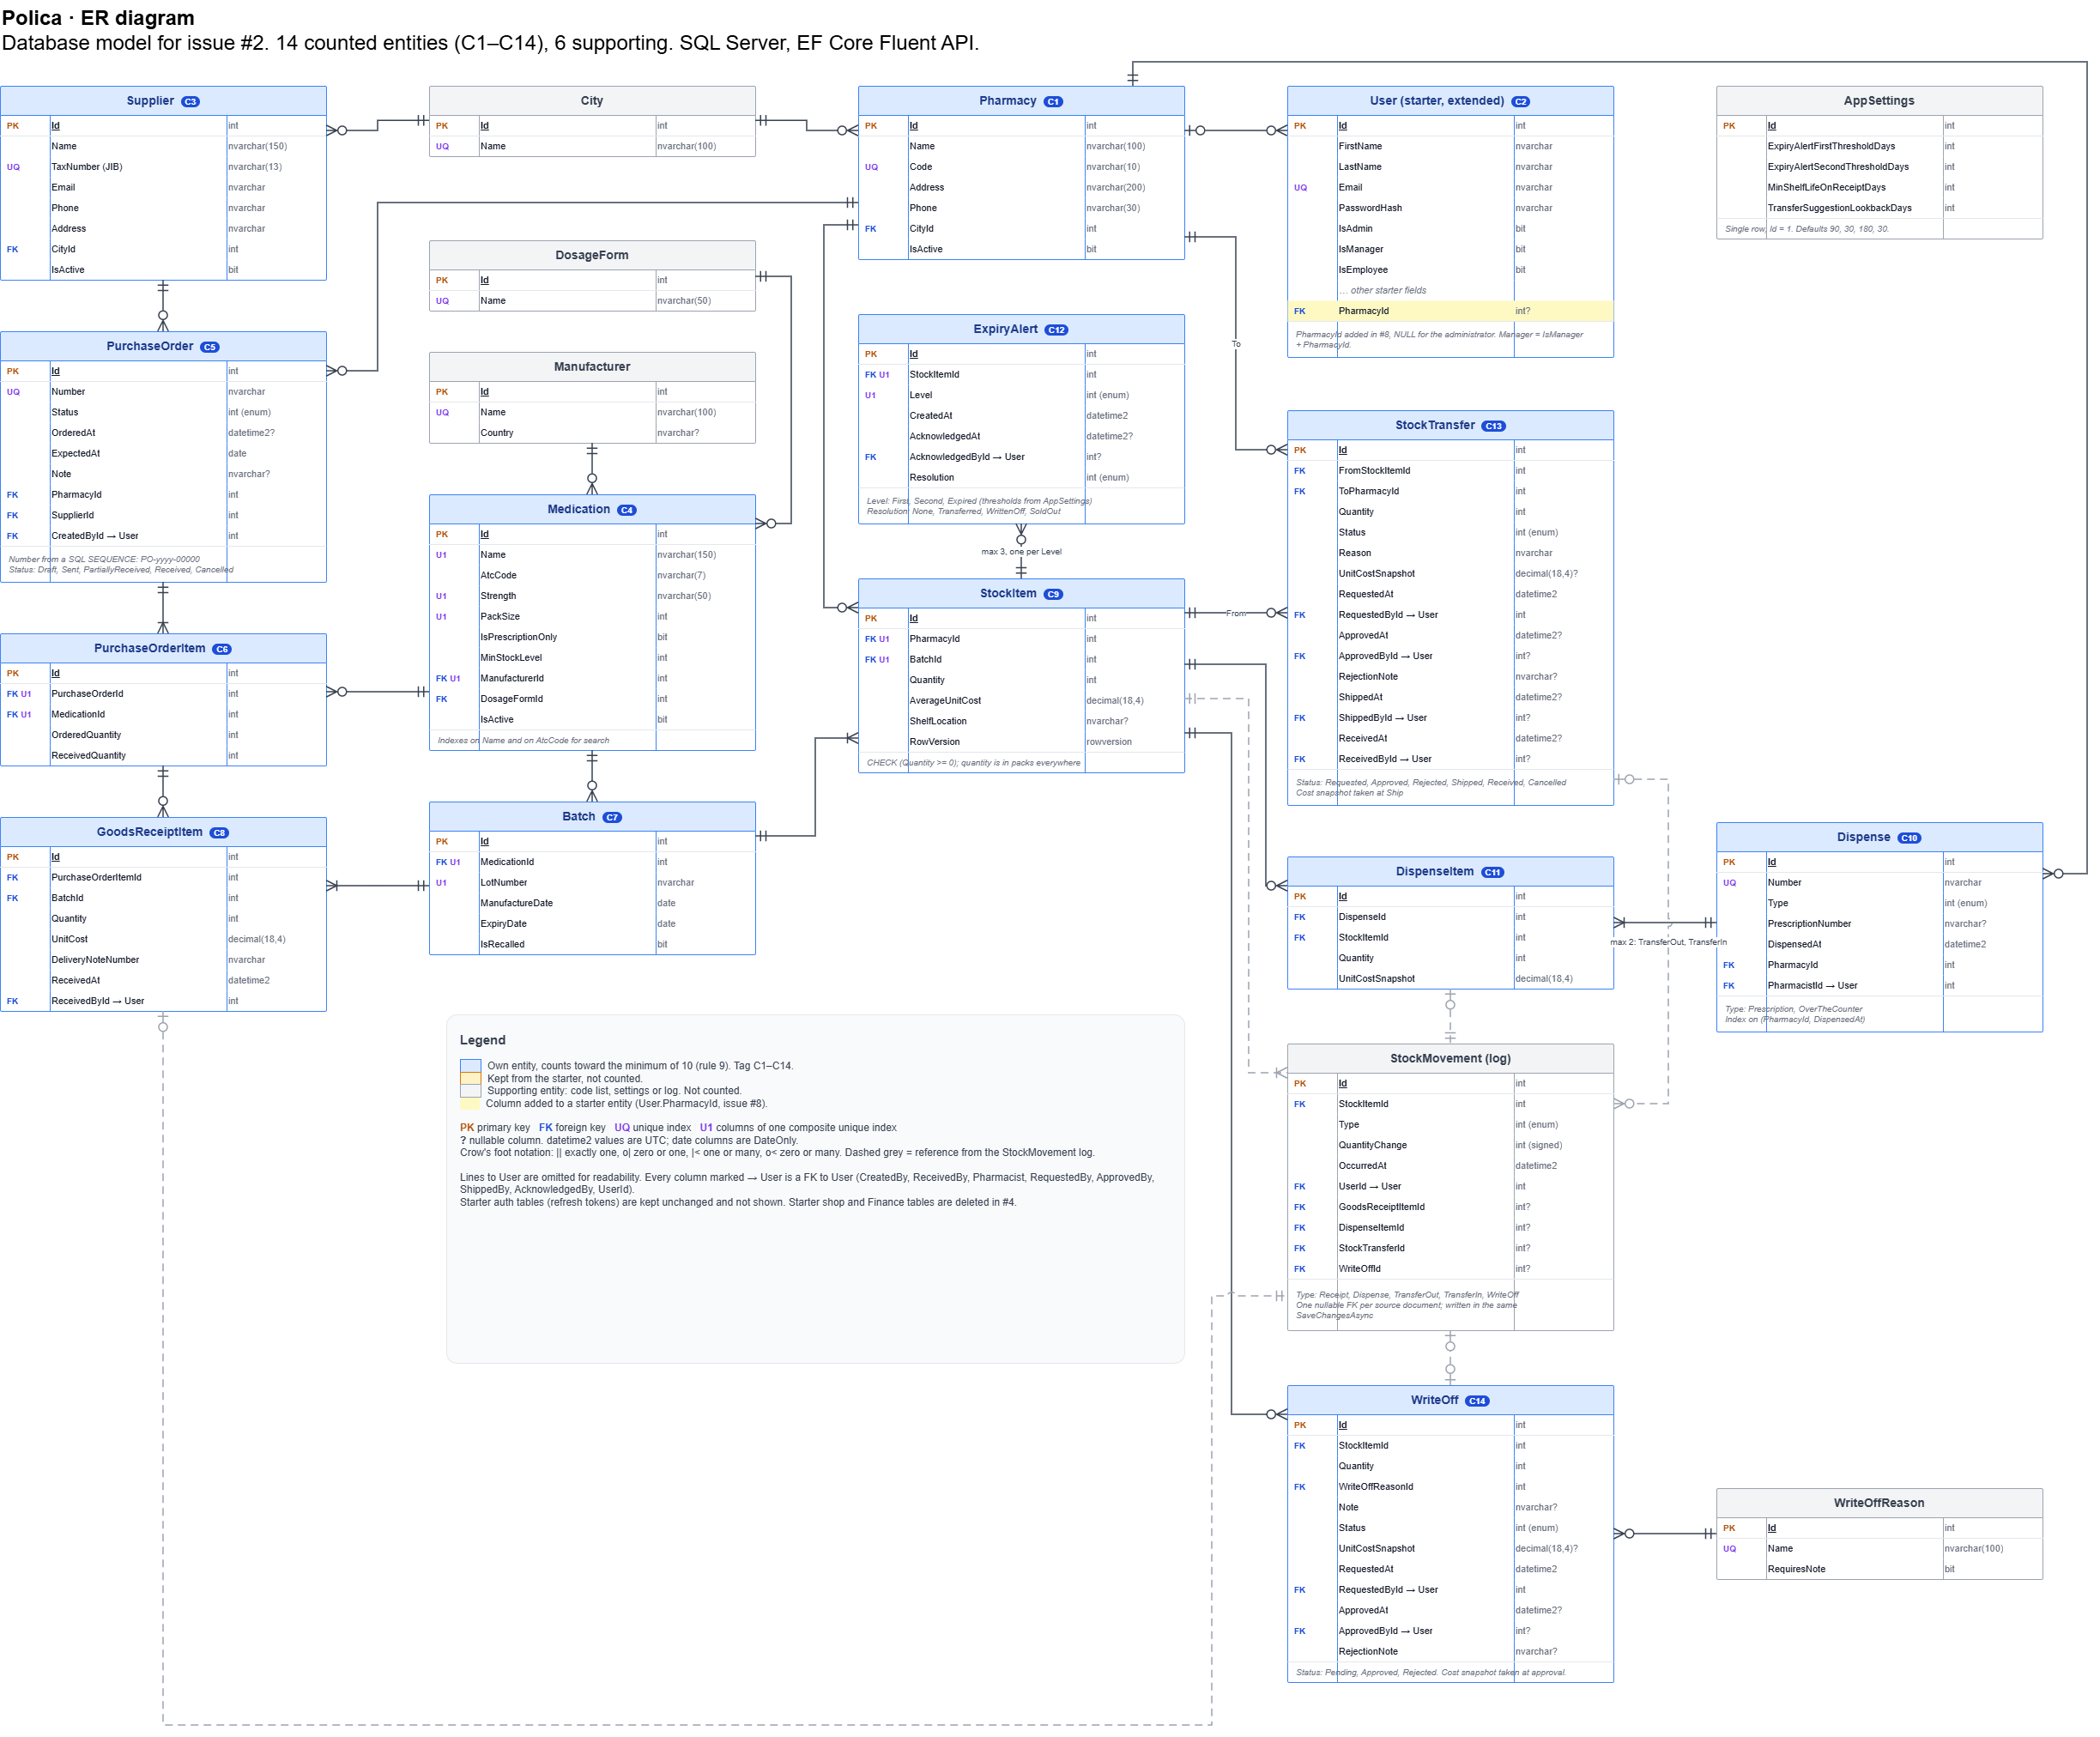 Polica · ER diagram
Database model for issue #2. 14 counted entities (C1–C14), 6 supporting. SQL Server, EF Core Fluent API.
Supplier C3
PK Id int
Name nvarchar(150)
UQ TaxNumber (JIB) nvarchar(13)
Email nvarchar
Phone nvarchar
Address nvarchar
FK CityId int
IsActive bit
City
PK Id int
UQ Name nvarchar(100)
Pharmacy C1
PK Id int
Name nvarchar(100)
UQ Code nvarchar(10)
Address nvarchar(200)
Phone nvarchar(30)
FK CityId int
IsActive bit
User (starter, extended) C2
PK Id int
FirstName nvarchar
LastName nvarchar
UQ Email nvarchar
PasswordHash nvarchar
IsAdmin bit
IsManager bit
IsEmployee bit
... other starter fields
FK PharmacyId int?
PharmacyId added in #8, NULL for the administrator. Manager = IsManager
+ PharmacyId.
AppSettings
PK Id int
ExpiryAlertFirstThresholdDays int
ExpiryAlertSecondThresholdDays int
MinShelfLifeOnReceiptDays int
TransferSuggestionLookbackDays int
Single row, Id = 1. Defaults 90, 30, 180, 30.
DosageForm
PK Id int
UQ Name nvarchar(50)
PurchaseOrder C5
PK Id int
UQ Number nvarchar
Status int (enum)
OrderedAt datetime2?
ExpectedAt date
Note nvarchar?
FK PharmacyId int
FK SupplierId int
FK CreatedById → User int
Number from a SQL SEQUENCE: PO-yyyy-00000
Status: Draft, Sent, PartiallyReceived, Received, Cancelled
Manufacturer
PK Id int
UQ Name nvarchar(100)
Country nvarchar?
ExpiryAlert C12
PK Id int
FK U1 StockItemId int
U1 Level int (enum)
CreatedAt datetime2
AcknowledgedAt datetime2?
FK AcknowledgedById → User int?
Resolution int (enum)
Level: First, Second, Expired (thresholds from AppSettings)
Resolution: None, Transferred, WrittenOff, SoldOut
max 3, one per Level
To
StockTransfer C13
PK Id int
FK FromStockItemId int
FK ToPharmacyId int
Quantity int
Status int (enum)
Reason nvarchar
UnitCostSnapshot decimal(18,4)?
RequestedAt datetime2
FK RequestedById → User int
ApprovedAt datetime2?
FK ApprovedById → User int?
RejectionNote nvarchar?
ShippedAt datetime2?
FK ShippedById → User int?
ReceivedAt datetime2?
FK ReceivedById → User int?
Status: Requested, Approved, Rejected, Shipped, Received, Cancelled
Cost snapshot taken at Ship
Medication C4
PK Id int
U1 Name nvarchar(150)
AtcCode nvarchar(7)
U1 Strength nvarchar(50)
U1 PackSize int
IsPrescriptionOnly bit
MinStockLevel int
FK U1 ManufacturerId int
FK DosageFormId int
IsActive bit
Indexes on Name and on AtcCode for search
StockItem C9
PK Id int
FK U1 PharmacyId int
FK U1 BatchId int
Quantity int
AverageUnitCost decimal(18,4)
ShelfLocation nvarchar?
RowVersion rowversion
CHECK (Quantity >= 0); quantity is in packs everywhere
From
PurchaseOrderItem C6
PK Id int
FK U1 PurchaseOrderId int
FK U1 MedicationId int
OrderedQuantity int
ReceivedQuantity int
GoodsReceiptItem C8
PK Id int
FK PurchaseOrderItemId int
FK BatchId int
Quantity int
UnitCost decimal(18,4)
DeliveryNoteNumber nvarchar
ReceivedAt datetime2
FK ReceivedById → User int
Batch C7
PK Id int
FK U1 MedicationId int
U1 LotNumber nvarchar
ManufactureDate date
ExpiryDate date
IsRecalled bit
DispenseItem C11
PK Id int
FK DispenseId int
FK StockItemId int
Quantity int
UnitCostSnapshot decimal(18,4)
max 2: TransferOut, TransferIn
Dispense C10
PK Id int
UQ Number nvarchar
Type int (enum)
PrescriptionNumber nvarchar?
DispensedAt datetime2
FK PharmacyId int
FK PharmacistId → User int
Type: Prescription, OverTheCounter
Index on (PharmacyId, DispensedAt)
Legend
Own entity, counts toward the minimum of 10 (rule 9). Tag C1–C14.
Kept from the starter, not counted.
Supporting entity: code list, settings or log. Not counted.
Column added to a starter entity (User.PharmacyId, issue #8).
PK primary key FK foreign key UQ unique index U1 columns of one composite unique index
? nullable column. datetime2 values are UTC; date columns are DateOnly.
Crow's foot notation: || exactly one, o| zero or one, |< one or many, o< zero or many. Dashed grey = reference from the StockMovement log.
Lines to User are omitted for readability. Every column marked → User is a FK to User (CreatedBy, ReceivedBy, Pharmacist, RequestedBy, ApprovedBy,
ShippedBy, AcknowledgedBy, UserId).
Starter auth tables (refresh tokens) are kept unchanged and not shown. Starter shop and Finance tables are deleted in #4.
StockMovement (log)
PK Id int
FK StockItemId int
Type int (enum)
QuantityChange int (signed)
OccurredAt datetime2
FK UserId → User int
FK GoodsReceiptItemId int?
FK DispenseItemId int?
FK StockTransferId int?
FK WriteOffId int?
Type: Receipt, Dispense, TransferOut, TransferIn, WriteOff
One nullable FK per source document; written in the same
SaveChangesAsync
WriteOff C14
PK Id int
FK StockItemId int
Quantity int
FK WriteOffReasonId int
Note nvarchar?
Status int (enum)
UnitCostSnapshot decimal(18,4)?
RequestedAt datetime2
FK RequestedById → User int
ApprovedAt datetime2?
FK ApprovedById → User int?
RejectionNote nvarchar?
Status: Pending, Approved, Rejected. Cost snapshot taken at approval.
WriteOffReason
PK Id int
UQ Name nvarchar(100)
RequiresNote bit